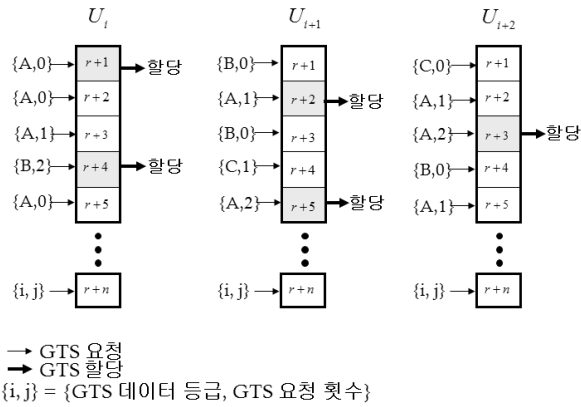 U_i U_{i+1} U_{i+2}
{A,0} r+1 할당 {B,0} r+1 {C,0} r+1
{A,0} r+2 {A,1} r+2 할당 {A,1} r+2
{A,1} r+3 {B,0} r+3 {A,2} r+3 할당
{B,2} r+4 할당 {C,1} r+4 {B,0} r+4
{A,0} r+5 {A,2} r+5 할당 {A,1} r+5
{i, j} r+n {i, j} r+n {i, j} r+n
GTS 요청
GTS 할당
{i, j} = {GTS 데이터 등급, GTS 요청 횟수}